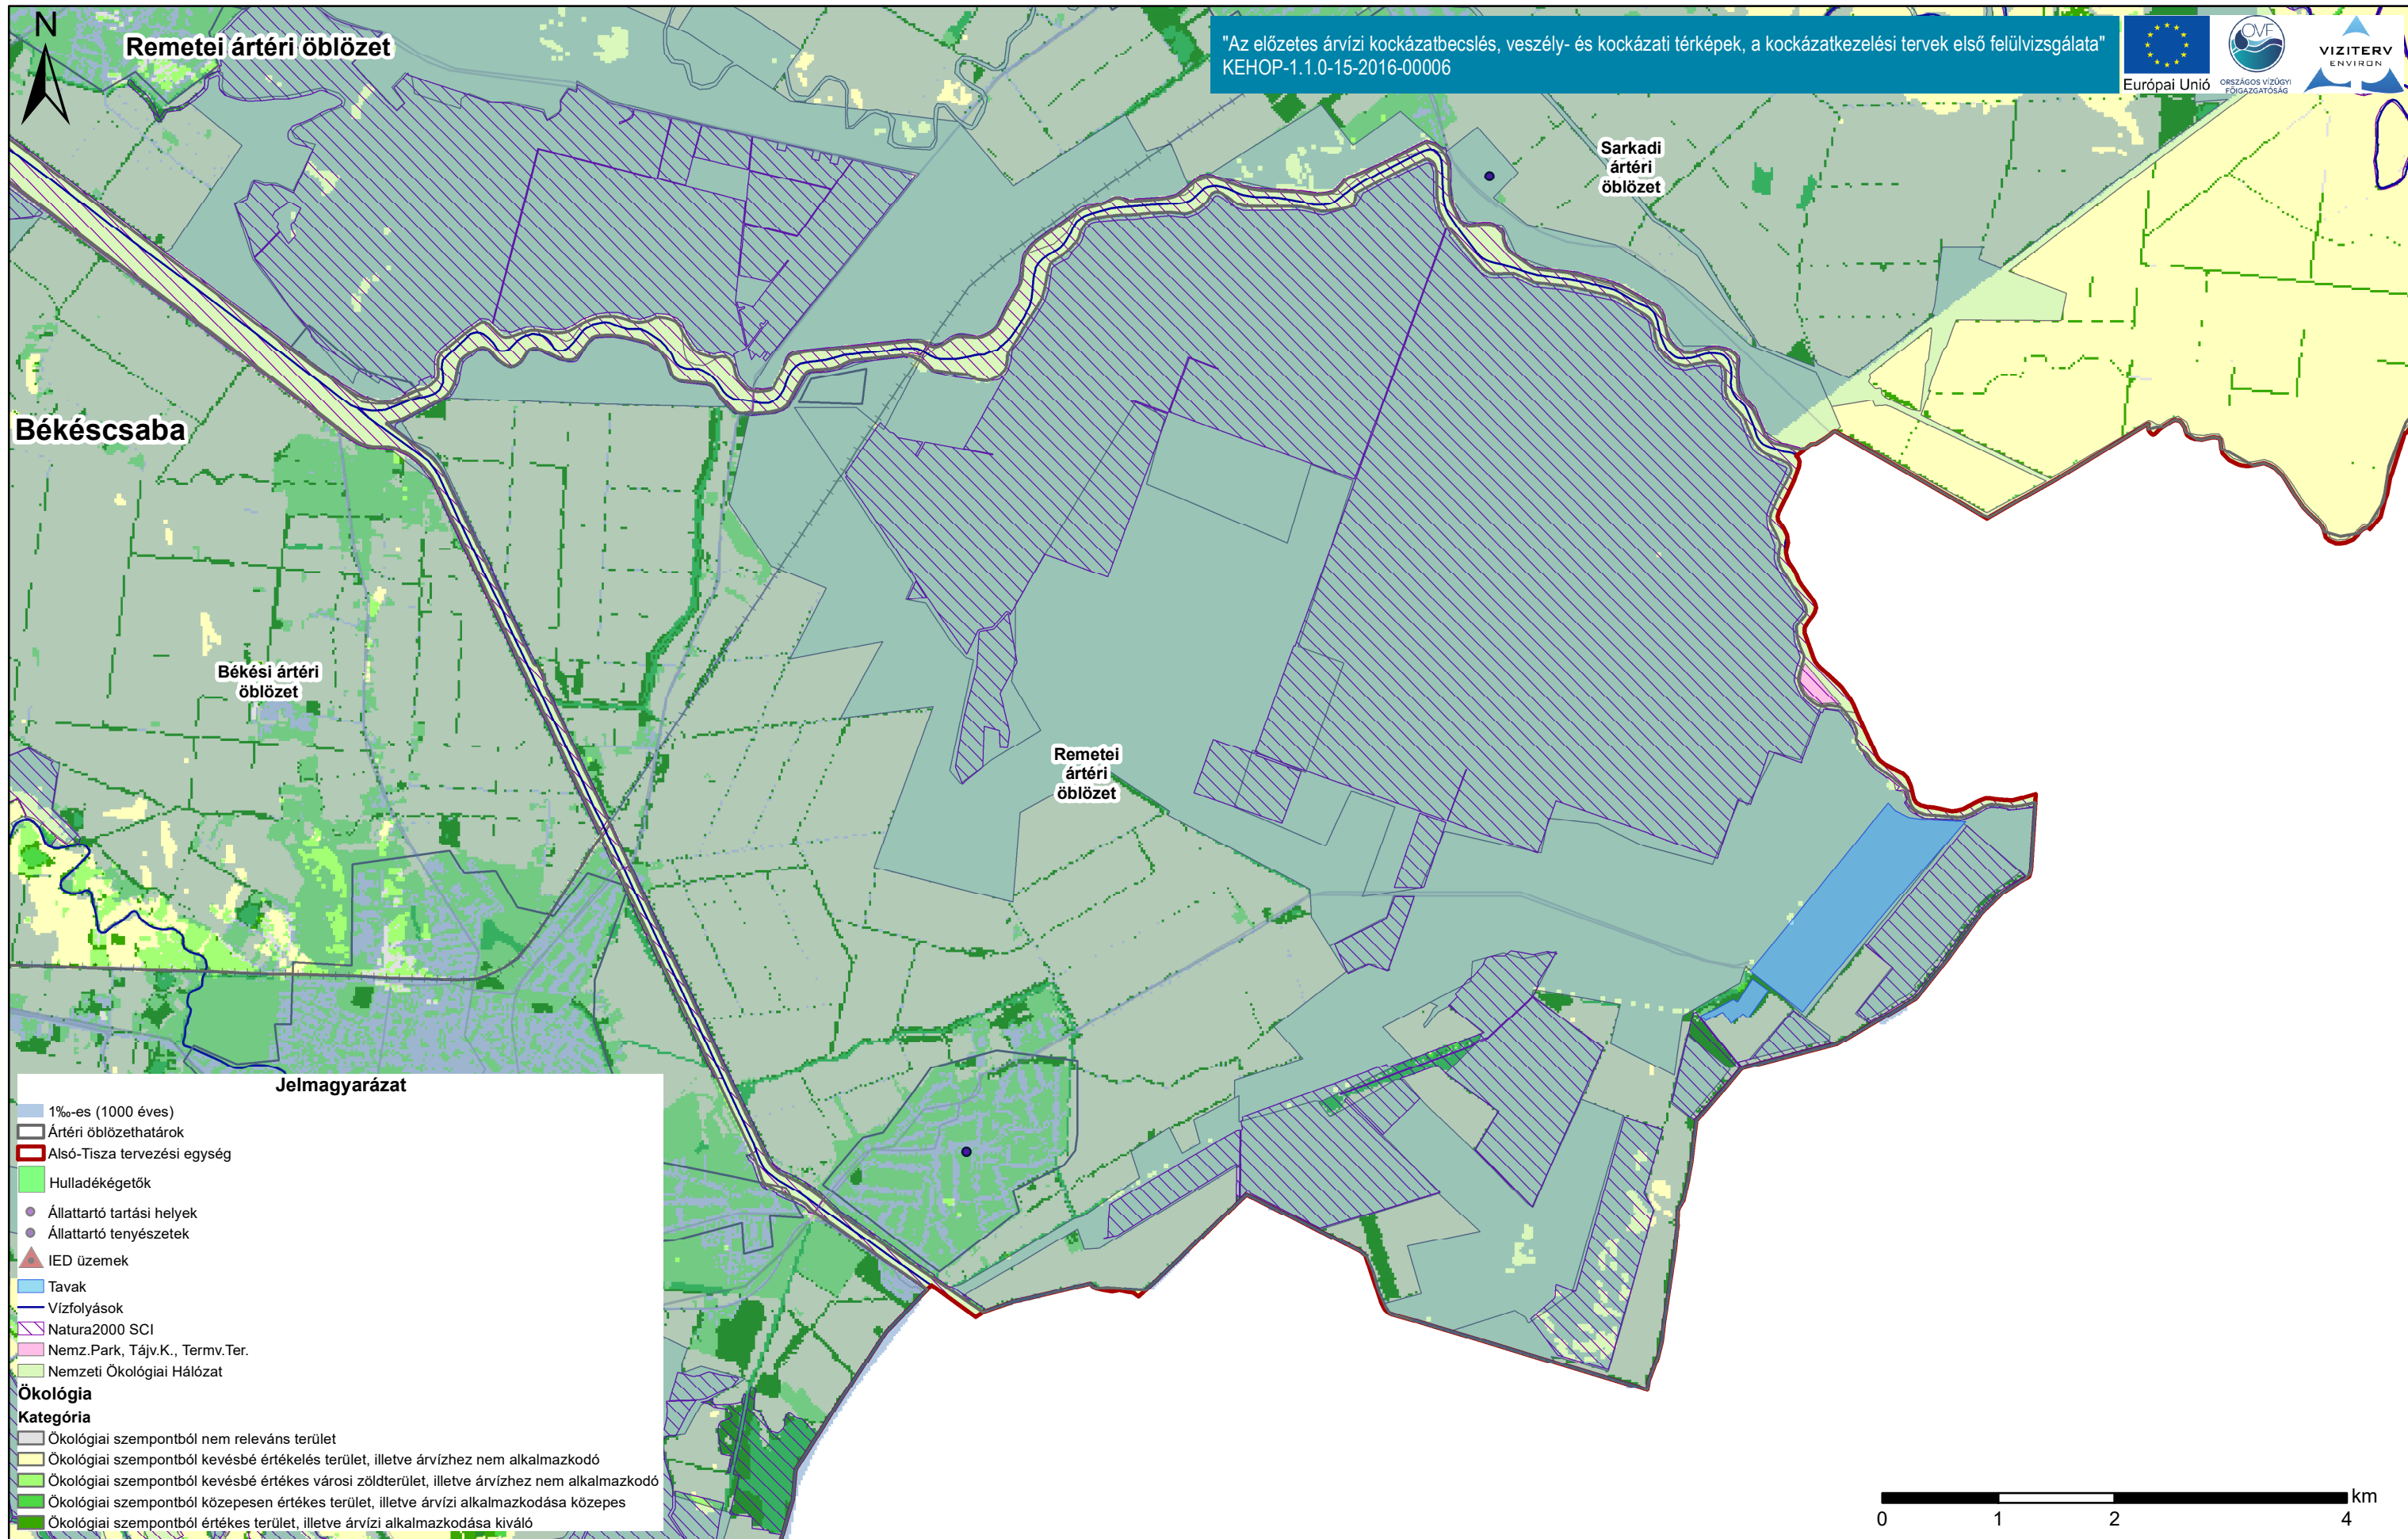 N
Remetei ártéri öblözet
"Az előzetes árvízi kockázatbecslés, veszély- és kockázati térképek, a kockázatkezelési tervek első felülvizsgálata"
KEHOP-1.1.0-15-2016-00006
Európai Unió
OVF
ORSZÁGOS VÍZÜGYI
FŐIGAZGATÓSÁG
VIZITERV
ENVIRON
Sarkadi
ártéri
öblözet
Békéscsaba
Békési ártéri
öblözet
Remetei
ártéri
öblözet
Jelmagyarázat
1‰-es (1000 éves)
Ártéri öblözethatárok
Alsó-Tisza tervezési egység
Hulladékégetők
Állattartó tartási helyek
Állattartó tenyészetek
IED üzemek
Tavak
Vízfolyások
Natura2000 SCI
Nemz.Park, Tájv.K., Termv.Ter.
Nemzeti Ökológiai Hálózat
Ökológia
Kategória
Ökológiai szempontból nem releváns terület
Ökológiai szempontból kevésbé értékelés terület, illetve árvízhez nem alkalmazkodó
Ökológiai szempontból kevésbé értékes városi zöldterület, illetve árvízhez nem alkalmazkodó
Ökológiai szempontból közepesen értékes terület, illetve árvízi alkalmazkodása közepes
Ökológiai szempontból értékes terület, illetve árvízi alkalmazkodása kiváló
km
0 1 2 4